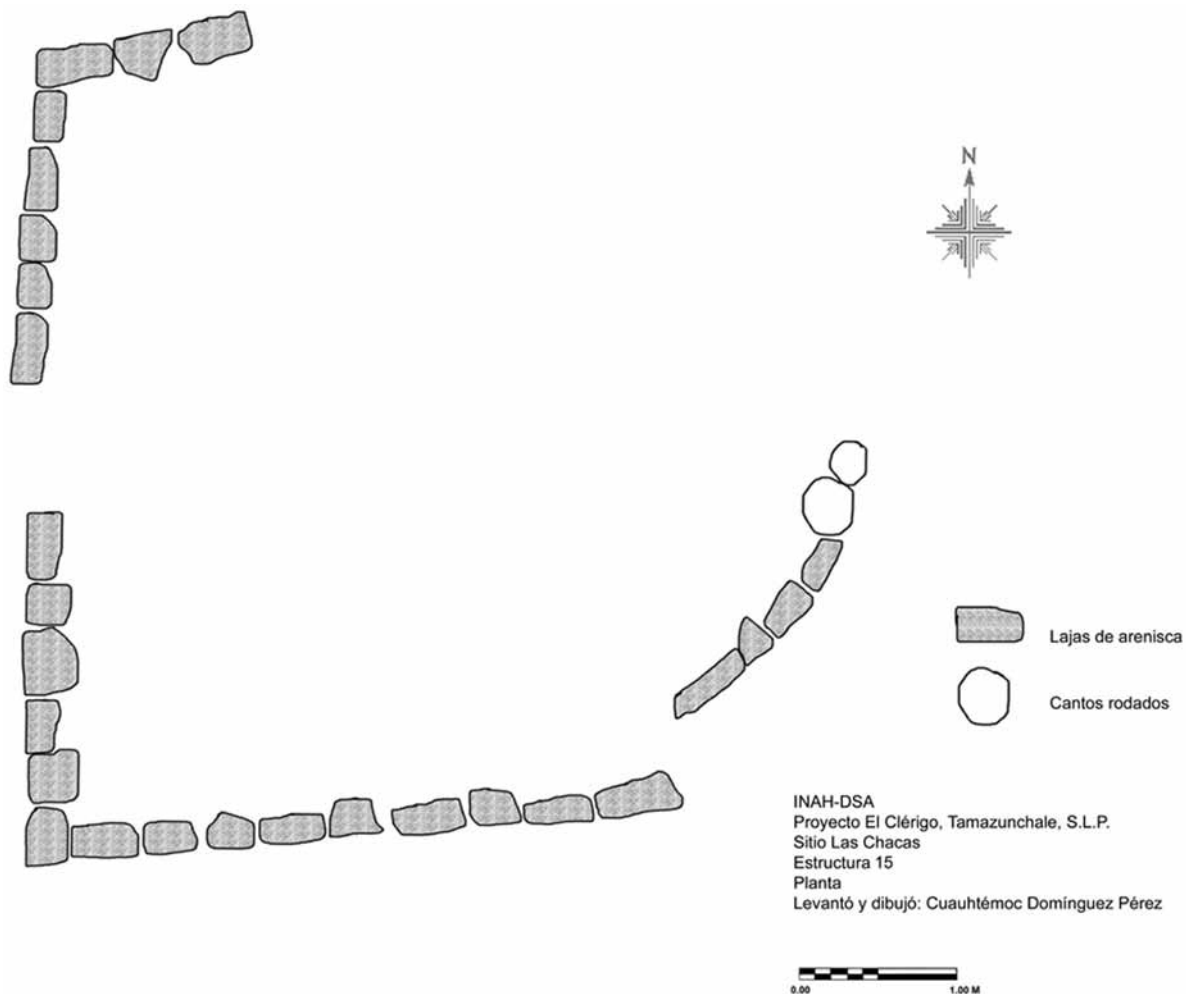 N
Lajas de arenisca
Cantos rodados
INAH-DSA
Proyecto El Clérigo, Tamazunchale, S.L.P.
Sitio Las Chacas
Estructura 15
Planta
Levantó y dibujó: Cuauhtémoc Domínguez Pérez
0.00 1.00 M